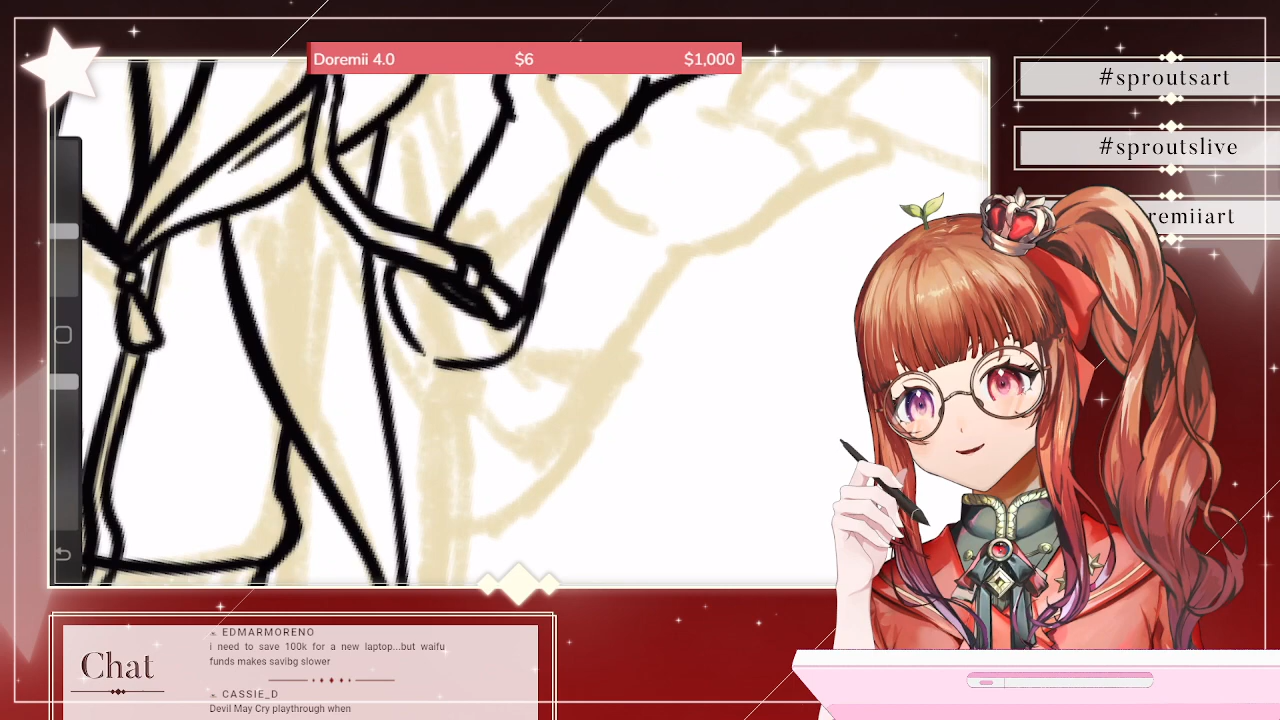 Doremii 4.0 $6 $1,000
#sproutsart
#sproutslive
remiiart
Chat
EDMARMORENO
i need to save 100k for a new laptop...but waifu
funds makes savibg slower
CASSIE_D
Devil May Cry playthrough when